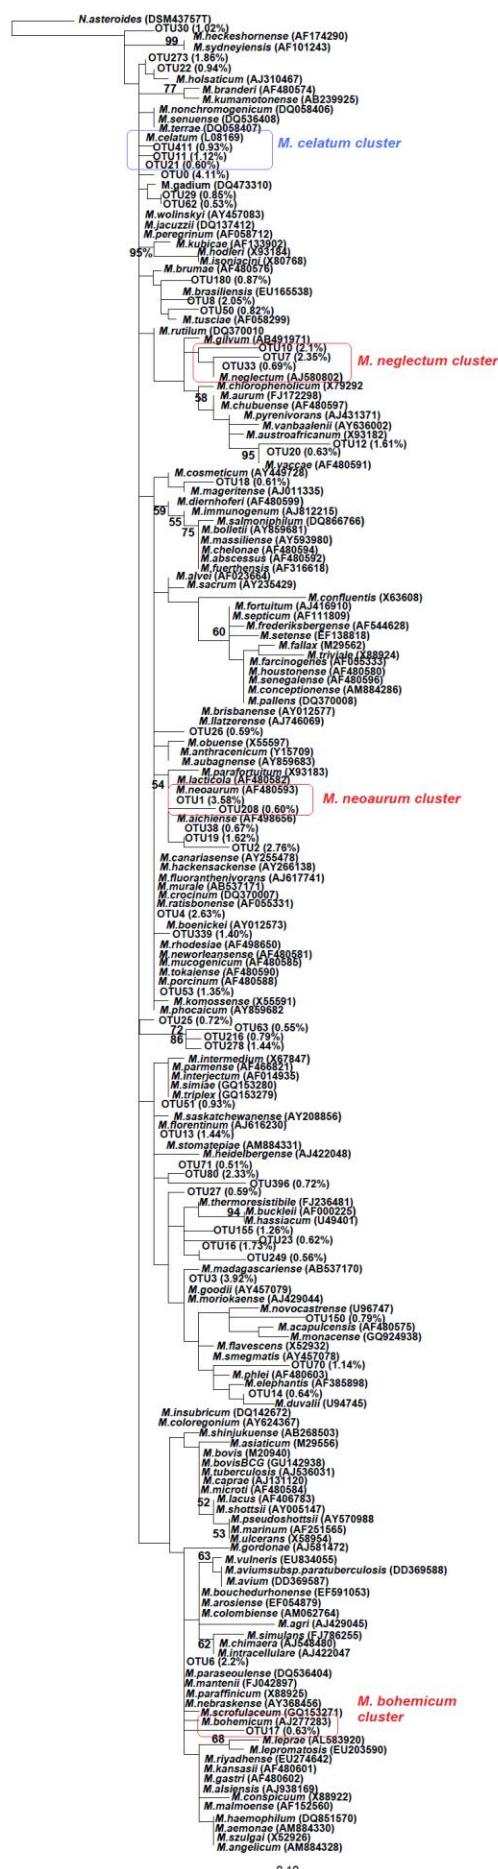 N.asteroides (DSM43757T)
OTU30 (1.02%)
M.heckeshornense (AF174290)
99
M.sydneyiensis (AF101243)
OTU273 (1.86%)
OTU22 (0.94%)
M.holsaticum (AJ310467)
77 M.branderi (AF480574)
M.kumamotonense (AB239925)
M.nonchromogenicum (DQ058406)
M.senuense (DQ536408)
M.terrae (DQ058407)
M.celatum (L08169)
M. celatum cluster
OTU411 (0.93%)
OTU11 (1.12%)
OTU21 (0.60%)
OTU0 (4.11%)
M.gadium (DQ473310)
OTU29 (0.85%)
OTU62 (0.53%)
M.wolinskyi (AY457083)
M.jacuzzii (DQ137412)
M.peregrinum (AF058712)
M.kubicae (AF133902)
95% M.hodleri (X93184)
M.isoniacini (X80768)
M.brumae (AF480576)
OTU180 (0.87%)
M.brasiliensis (EU165538)
OTU8 (2.05%)
OTU50 (0.82%)
M.tusciae (AF058299)
M.rutilum (DQ370010
M.gilvum (AB491971)
OTU10 (2.1%)
OTU7 (2.35%)
M. neglectum cluster
OTU33 (0.69%)
M.neglectum (AJ580802)
M.chlorophenolicum (X79292
58 M.aurum (FJ172298)
M.chubuense (AF480597)
M.pyrenivorans (AJ431371)
M.vanbaalenii (AY636002)
M.austroafricanum (X93182)
OTU12 (1.61%)
95 OTU20 (0.63%)
M.vaccae (AF480591)
M.cosmeticum (AY449728)
OTU18 (0.61%)
M.mageritense (AJ011335)
M.diernhoferi (AF480599)
59 M.immunogenum (AJ812215)
55 M.salmoniphilum (DQ866766)
75 M.bolletii (AY859681)
M.massiliense (AY593980)
M.chelonae (AF480594)
M.abscessus (AF480592)
M.fuerthensis (AF316618)
M.alvei (AF023664)
M.sacrum (AY235429)
M.confluentis (X63608)
M.fortuitum (AJ416910)
M.septicum (AF111809)
60 M.frederiksbergense (AF544628)
M.setense (EF138818)
M.fallax (M29562)
M.triviale (X88924)
M.farcinogenes (AF055333)
M.houstonense (AF480580)
M.senegalense (AF480596)
M.conceptionense (AM884286)
M.pallens (DQ370008)
M.brisbanense (AY012577)
M.llatzerense (AJ746069)
OTU26 (0.59%)
M.obuense (X55597)
M.anthracenicum (Y15709)
M.aubagnense (AY859683)
M.parafortuitum (X93183)
54 M.lacticola (AF480582)
M.neoaurum (AF480593)
OTU1 (3.58%)
M. neoaurum cluster
OTU208 (0.60%)
M.aichiense (AF498656)
OTU38 (0.67%)
OTU19 (1.62%)
OTU2 (2.76%)
M.canariasense (AY255478)
M.hackensackense (AY266138)
M.fluoranthenivorans (AJ617741)
M.murale (AB537171)
M.crocinum (DQ370007)
M.ratisbonense (AF055331)
OTU4 (2.63%)
M.boenickei (AY012573)
OTU339 (1.40%)
M.rhodesiae (AF498650)
M.neworleansense (AF480581)
M.mucogenicum (AF480585)
M.tokaiense (AF480590)
M.porcinum (AF480588)
OTU53 (1.35%)
M.komossense (X55591)
M.phocaicum (AY859682
OTU25 (0.72%)
72 OTU63 (0.55%)
86 OTU216 (0.79%)
OTU278 (1.44%)
M.intermedium (X67847)
M.parmense (AF466821)
M.interjectum (AF014935)
M.simiae (GQ153280)
M.triplex (GQ153279)
OTU51 (0.93%)
M.saskatchewanense (AY208856)
M.florentinum (AJ616230)
OTU13 (1.44%)
M.stomatepiae (AM884331)
M.heidelbergense (AJ422048)
OTU71 (0.51%)
OTU80 (2.33%)
OTU396 (0.72%)
OTU27 (0.59%)
M.thermoresistibile (FJ236481)
94 M.buckleii (AF000225)
M.hassiacum (U49401)
OTU155 (1.26%)
OTU23 (0.62%)
OTU16 (1.73%)
OTU249 (0.56%)
M.madagascariense (AB537170)
OTU3 (3.92%)
M.goodii (AY457079)
M.moriokaense (AJ429044)
M.novocastrense (U96747)
OTU150 (0.79%)
M.acapulcensis (AF480575)
M.monacense (GQ924938)
M.flavescens (X52932)
M.smegmatis (AY457078)
OTU70 (1.14%)
M.phlei (AF480603)
M.elephantis (AF385898)
OTU14 (0.64%)
M.duvalii (U94745)
M.insubricum (DQ142672)
M.coloregonium (AY624367)
M.shinjukuense (AB268503)
M.asiaticum (M29556)
M.bovis (M20940)
M.bovisBCG (GU142938)
M.tuberculosis (AJ536031)
M.caprae (AJ131120)
M.microti (AF480584)
52 M.lacus (AF406783)
M.shottsii (AY005147)
M.pseudoshottsii (AY570988
53 M.marinum (AF251565)
M.ulcerans (X58954)
M.gordonae (AJ581472)
63 M.vulneris (EU834055)
M.aviumsubsp.paratuberculosis (DD369588)
M.avium (DD369587)
M.bouchedurhonense (EF591053)
M.arosiense (EF054879)
M.colombiense (AM062764)
M.agri (AJ429045)
M.simulans (FJ786255)
62 M.chimaera (AJ548480)
M.intracellulare (AJ422047
OTU6 (2.2%)
M.paraseoulense (DQ536404)
M.mantenii (FJ042897)
M.paraffinicum (X88925)
M.nebraskense (AY368456)
M.scrofulaceum (GQ153271)
M. bohemicum
cluster
M.bohemicum (AJ277283)
OTU17 (0.63%)
68 M.leprae (AL583920)
M.lepromatosis (EU203590)
M.riyadhense (EU274642)
M.kansasii (AF480601)
M.gastri (AF480602)
M.alsiensis (AJ938169)
M.conspicuum (X88922)
M.malmoense (AF152560)
M.haemophilum (DQ851570)
M.aemonae (AM884330)
M.szulgai (X52926)
M.angelicum (AM884328)